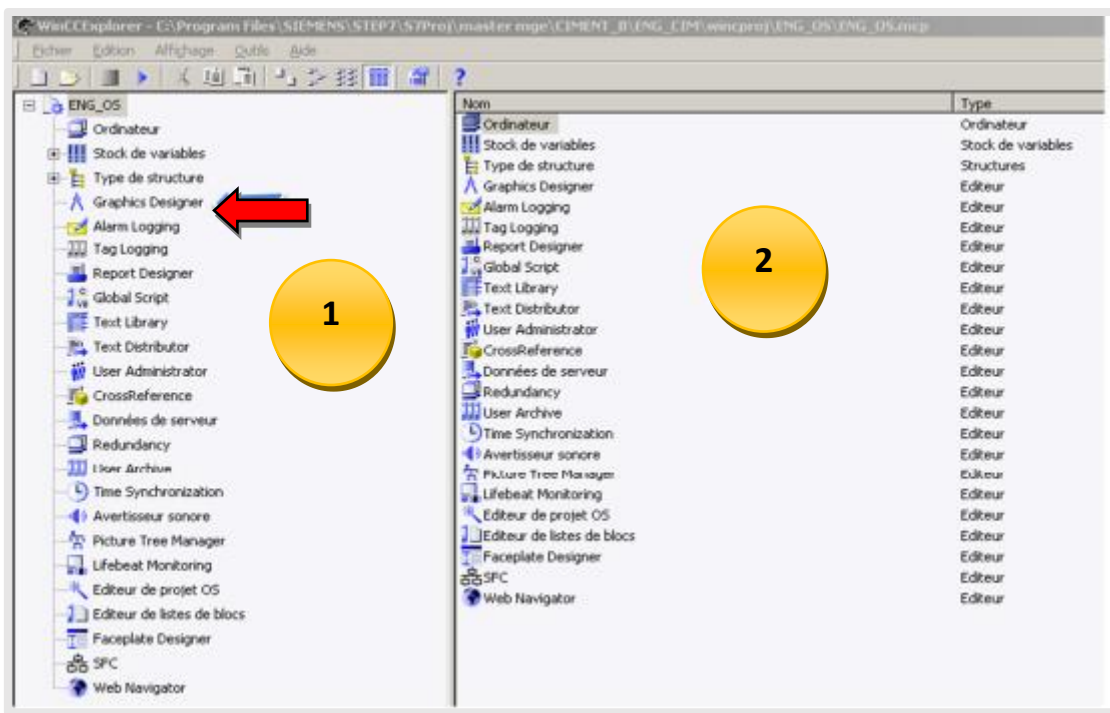 WinCCExplorer - C:\Program Files\SIEMENS\STEP7\S7Proj\master mge\CIMENT_B\ENG_CIM\wincproj\ENG_OS\ENG_OS.mcp
Fichier Edition Affichage Outils Aide
ENG_OS
Ordinateur
Stock de variables
Type de structure
Graphics Designer
Alarm Logging
Tag Logging
Report Designer
Global Script
Text Library
Text Distributor
User Administrator
CrossReference
Données de serveur
Redundancy
User Archive
Time Synchronization
Avertisseur sonore
Picture Tree Manager
Lifebeat Monitoring
Editeur de projet OS
Editeur de listes de blocs
Faceplate Designer
SFC
Web Navigator
1
Nom Type
Ordinateur Ordinateur
Stock de variables Stock de variables
Type de structure Structures
Graphics Designer Editeur
Alarm Logging Editeur
Tag Logging Editeur
Report Designer Editeur
Global Script Editeur
Text Library Editeur
Text Distributor Editeur
User Administrator Editeur
CrossReference Editeur
Données de serveur Editeur
Redundancy Editeur
User Archive Editeur
Time Synchronization Editeur
Avertisseur sonore Editeur
Picture Tree Manager Editeur
Lifebeat Monitoring Editeur
Editeur de projet OS Editeur
Editeur de listes de blocs Editeur
Faceplate Designer Editeur
SFC Editeur
Web Navigator Editeur
2